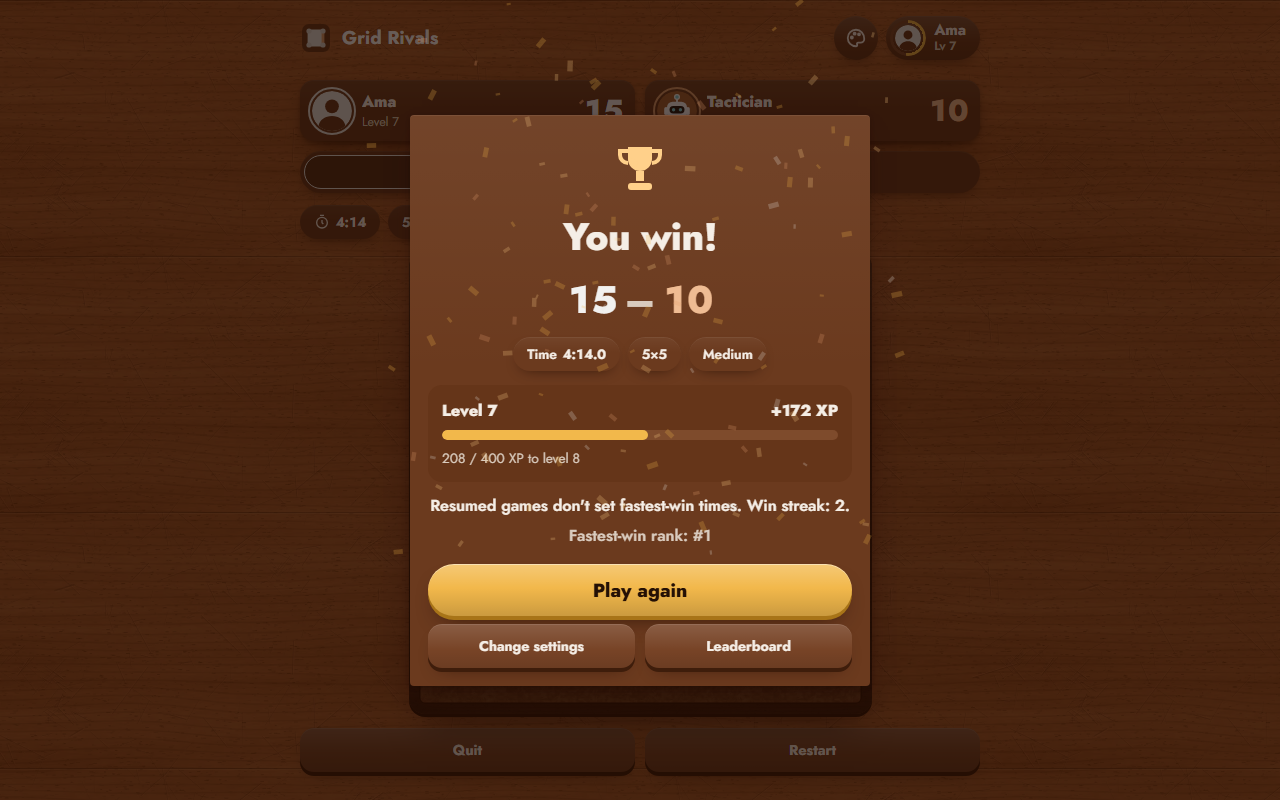 Grid Rivals
Ama
Lv 7
Ama
Level 7
15
Tactician
10
4:14
5
You win!
15 – 10
Time 4:14.0
5×5
Medium
Level 7
+172 XP
208 / 400 XP to level 8
Resumed games don't set fastest-win times. Win streak: 2.
Fastest-win rank: #1
Play again
Change settings
Leaderboard
Quit
Restart